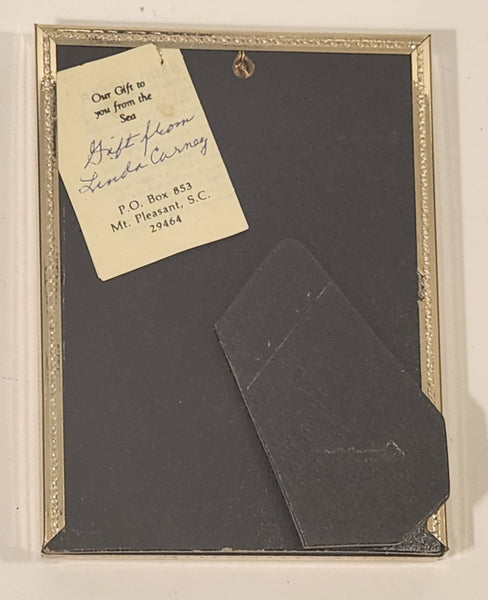 Our Gift to
you from the
Sea
Gift from
Linda Carney
P.O. Box 853
Mt. Pleasant, S.C.
29464